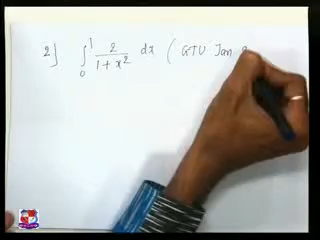 2] ∫₀¹ 2/(1+x²) dx (GTU Jan